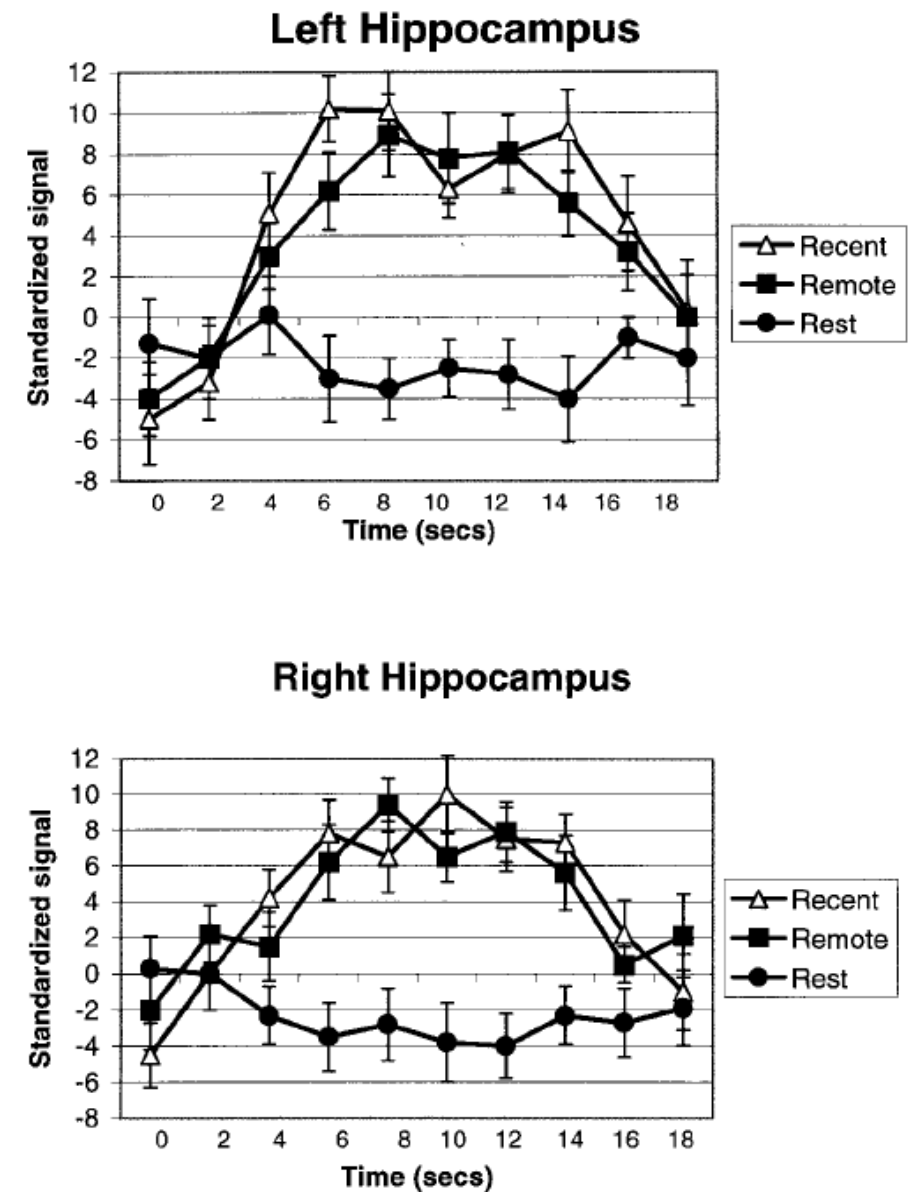 Left Hippocampus
12
10
8
6
4
2
0
-2
-4
-6
-8
Standardized signal
0 2 4 6 8 10 12 14 16 18
Time (secs)
Recent
Remote
Rest
Right Hippocampus
12
10
8
6
4
2
0
-2
-4
-6
-8
Standardized signal
0 2 4 6 8 10 12 14 16 18
Time (secs)
Recent
Remote
Rest